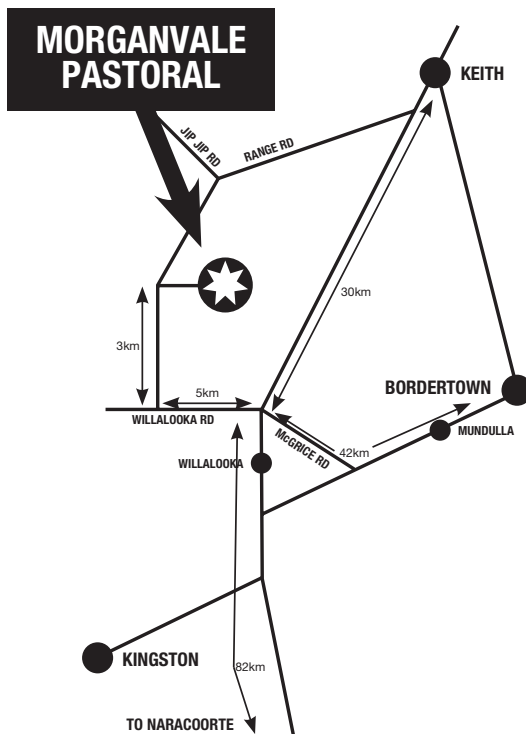 MORGANVALE
PASTORAL
KEITH
JIP JIP RD
RANGE RD
30km
3km
5km
BORDERTOWN
WILLALOOKA RD
MUNDULLA
McGRICE RD
42km
WILLALOOKA
KINGSTON
82km
TO NARACOORTE